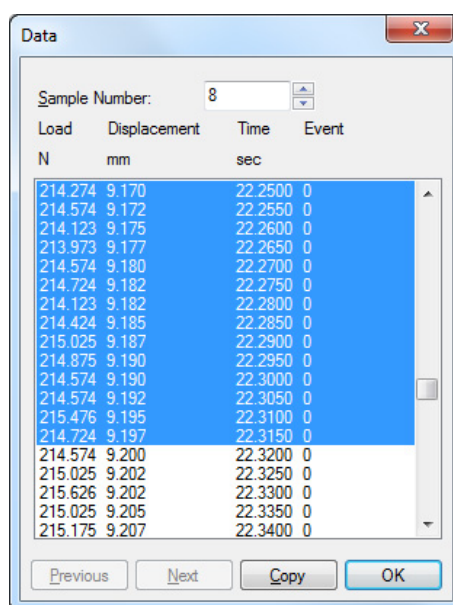 Data
Sample Number: 8
Load Displacement Time Event
N mm sec
214.274 9.170 22.2500 0
214.574 9.172 22.2550 0
214.123 9.175 22.2600 0
213.973 9.177 22.2650 0
214.574 9.180 22.2700 0
214.724 9.182 22.2750 0
214.123 9.182 22.2800 0
214.424 9.185 22.2850 0
215.025 9.187 22.2900 0
214.875 9.190 22.2950 0
214.574 9.190 22.3000 0
214.574 9.192 22.3050 0
215.476 9.195 22.3100 0
214.724 9.197 22.3150 0
214.574 9.200 22.3200 0
215.025 9.202 22.3250 0
215.626 9.202 22.3300 0
215.025 9.205 22.3350 0
215.175 9.207 22.3400 0
Previous Next Copy OK